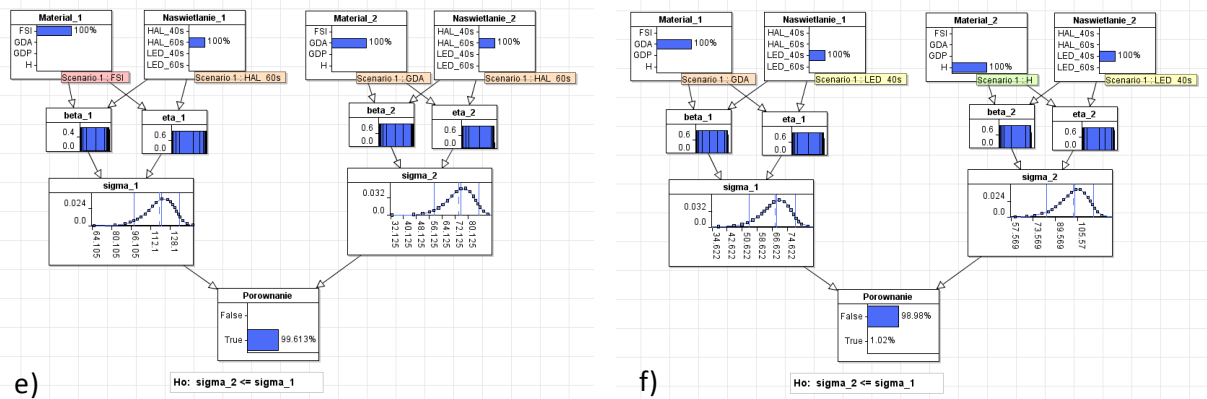 Material_1
FSI
100%
GDA
GDP
H
Scenario 1 : FSI
Naswietlanie_1
HAL_40s
HAL_60s
100%
LED_40s
LED_60s
Scenario 1 : HAL_60s
Material_2
FSI
GDA
100%
GDP
H
Scenario 1 : GDA
Naswietlanie_2
HAL_40s
HAL_60s
100%
LED_40s
LED_60s
Scenario 1 : HAL_60s
beta_1
0.4
0.0
eta_1
0.6
0.0
beta_2
0.6
0.0
eta_2
0.6
0.0
sigma_1
0.024
0.0
64.105
80.105
96.105
112.1
128.1
sigma_2
0.032
0.0
32.125
40.125
48.125
56.125
64.125
72.125
80.125
Porownanie
False
True
99.613%
e)
Ho: sigma_2 <= sigma_1
Material_1
FSI
GDA
100%
GDP
H
Scenario 1 : GDA
Naswietlanie_1
HAL_40s
HAL_60s
LED_40s
100%
LED_60s
Scenario 1 : LED_40s
Material_2
FSI
GDA
GDP
H
100%
Scenario 1 : H
Naswietlanie_2
HAL_40s
HAL_60s
LED_40s
100%
LED_60s
Scenario 1 : LED_40s
beta_1
0.6
0.0
eta_1
0.6
0.0
beta_2
0.6
0.0
eta_2
0.6
0.0
sigma_1
0.032
0.0
34.622
42.622
50.622
58.622
66.622
74.622
sigma_2
0.024
0.0
57.569
73.569
89.569
105.57
Porownanie
False
98.98%
True
1.02%
f)
Ho: sigma_2 <= sigma_1